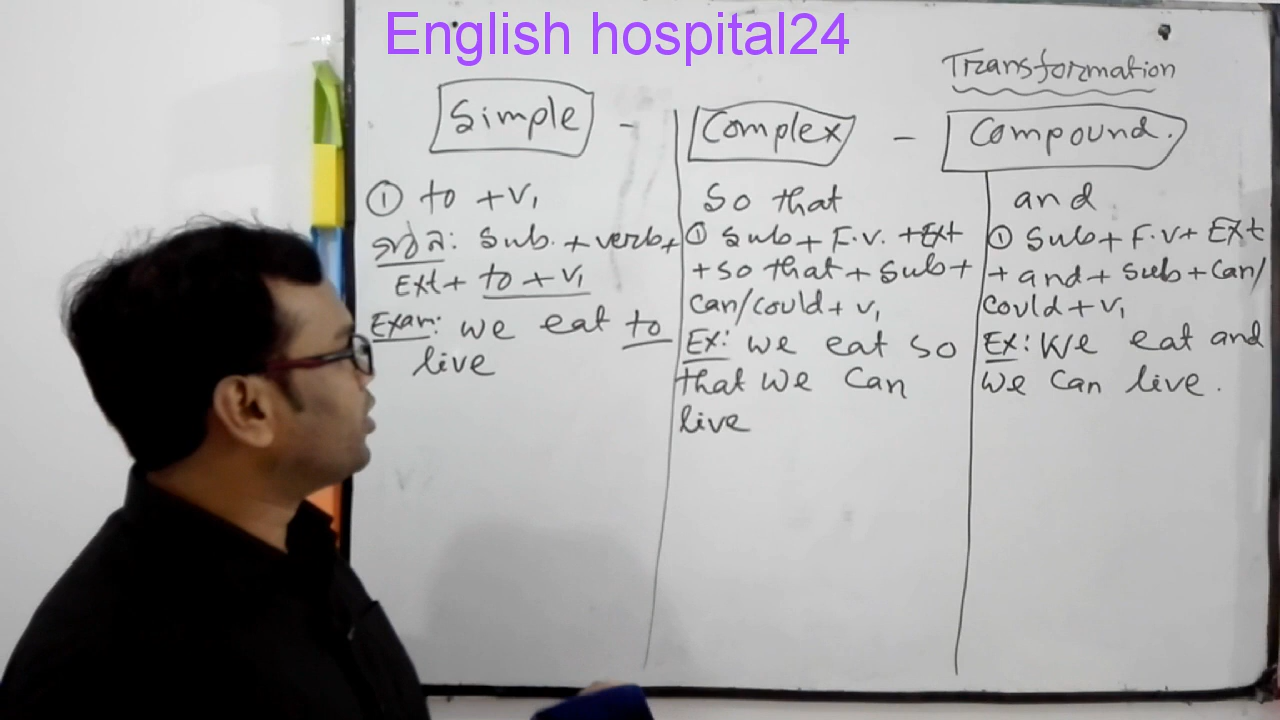 English hospital24
Transformation
Simple - Complex - Compound.
① to + V₁
গঠন: Sub. + verb +
Ext + to + V₁
Exam: we eat to
live
So that
① Sub + F.V. + Ext
+ so that + Sub +
can/could + V₁
Ex: we eat so
that we can
live
and
① Sub + F.V + Ext
+ and + Sub + can/
could + V₁
Ex: We eat and
we can live.